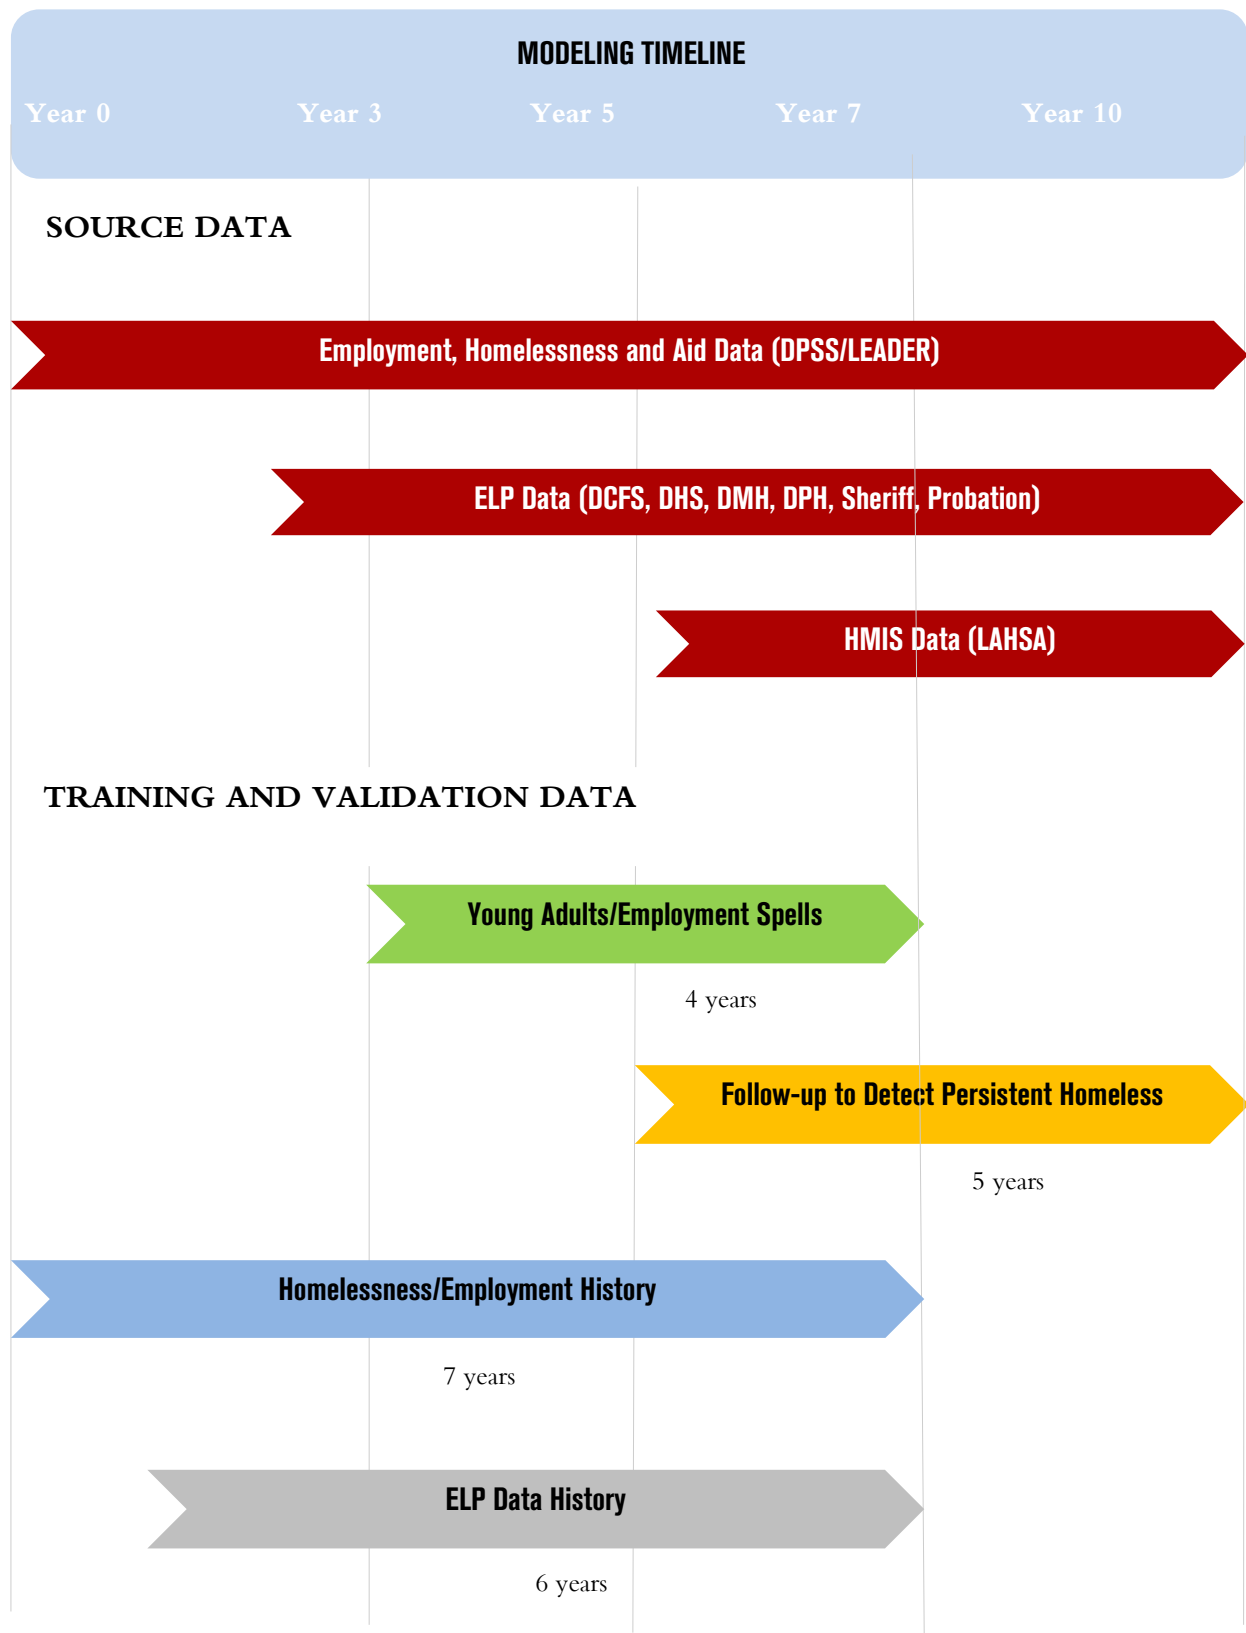 MODELING TIMELINE
Year 0 Year 3 Year 5 Year 7 Year 10
SOURCE DATA
Employment, Homelessness and Aid Data (DPSS/LEADER)
ELP Data (DCFS, DHS, DMH, DPH, Sheriff, Probation)
HMIS Data (LAHSA)
TRAINING AND VALIDATION DATA
Young Adults/Employment Spells
4 years
Follow-up to Detect Persistent Homeless
5 years
Homelessness/Employment History
7 years
ELP Data History
6 years